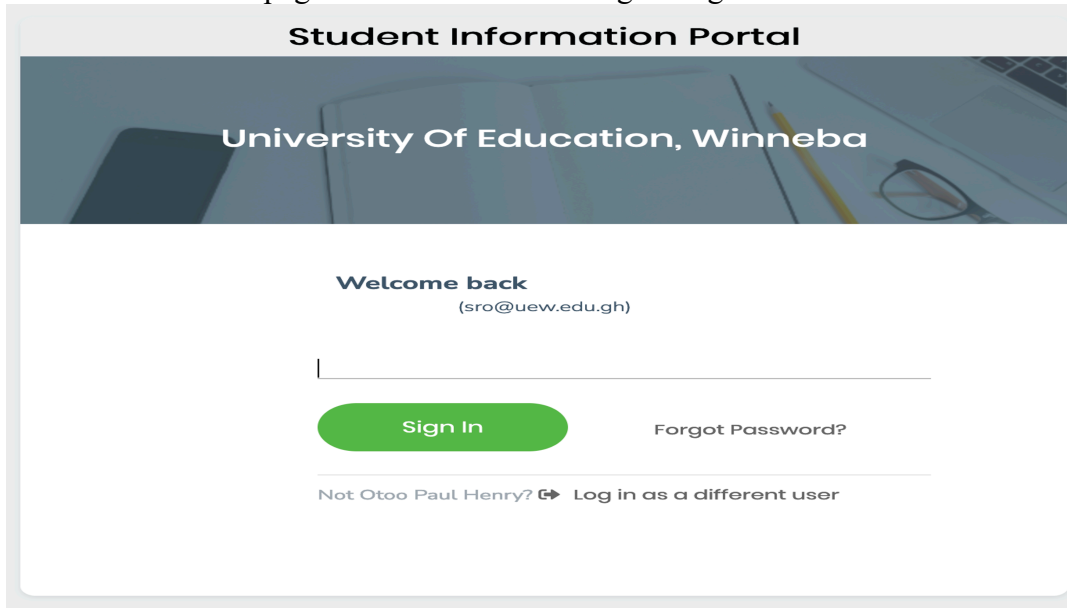 Student Information Portal
University Of Education, Winneba
Welcome back
(sro@uew.edu.gh)
Sign In
Forgot Password?
Not Otoo Paul Henry? Log in as a different user